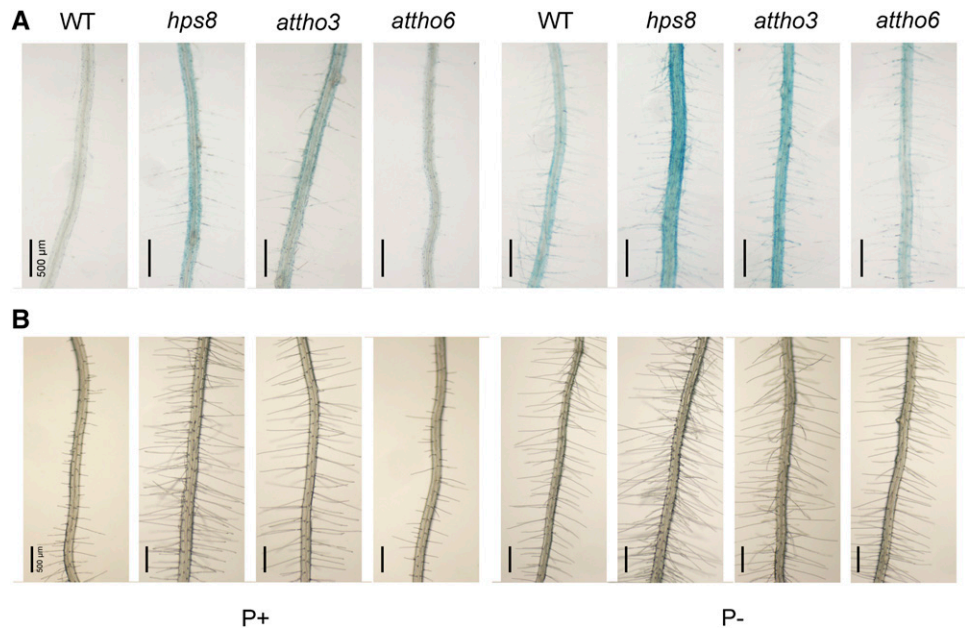 A WT hps8 attho3 attho6 WT hps8 attho3 attho6
500 µm
B
500 µm
P+ P-